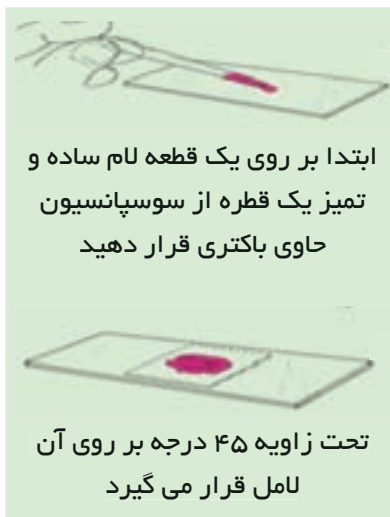 ابتدا بر روی یک قطعه لام ساده و
تمیز یک قطره از سوسپانسیون
حاوی باکتری قرار دهید
تحت زاویه ۴۵ درجه بر روی آن
لامل قرار می گیرد